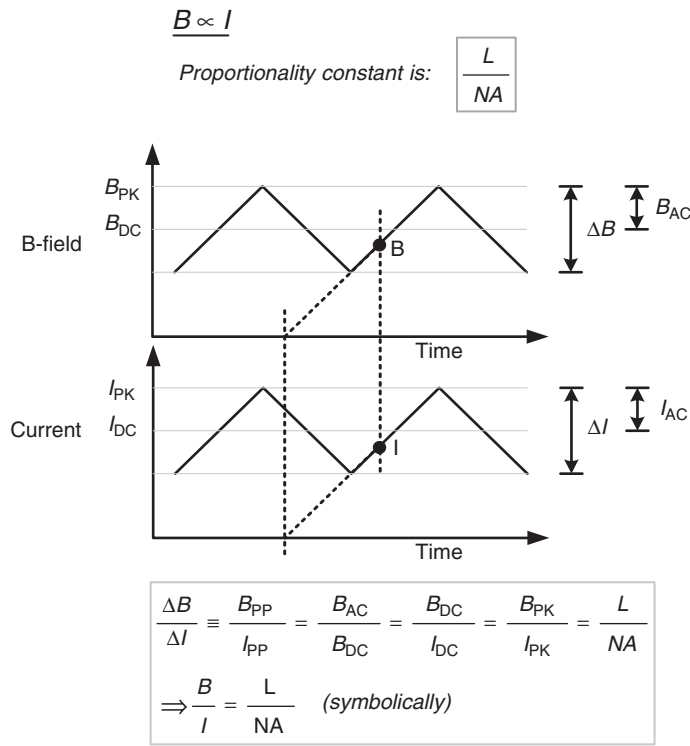 B ∝ I
Proportionality constant is: L / NA
B_PK
B_DC
B-field
B
Time
ΔB
B_AC
I_PK
I_DC
Current
I
Time
ΔI
I_AC
ΔB / ΔI ≡ B_PP / I_PP = B_AC / B_DC = B_DC / I_DC = B_PK / I_PK = L / NA
⇒ B / I = L / NA (symbolically)